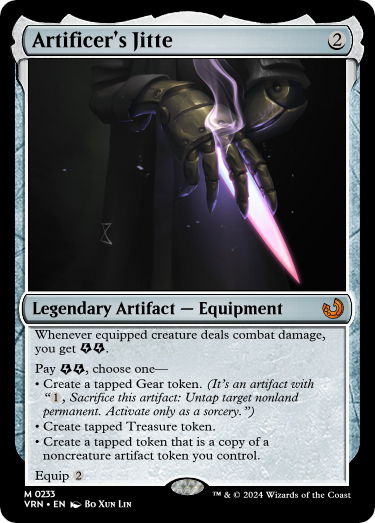 Artificer's Jitte 2
Legendary Artifact — Equipment
Whenever equipped creature deals combat damage,
you get.
Pay, choose one—
• Create a tapped Gear token. (It's an artifact with
“1, Sacrifice this artifact: Untap target nonland
permanent. Activate only as a sorcery.”)
• Create tapped Treasure token.
• Create a tapped token that is a copy of a
noncreature artifact token you control.
Equip 2
M 0233
VRN • EN Bo Xun Lin
™ & © 2024 Wizards of the Coast